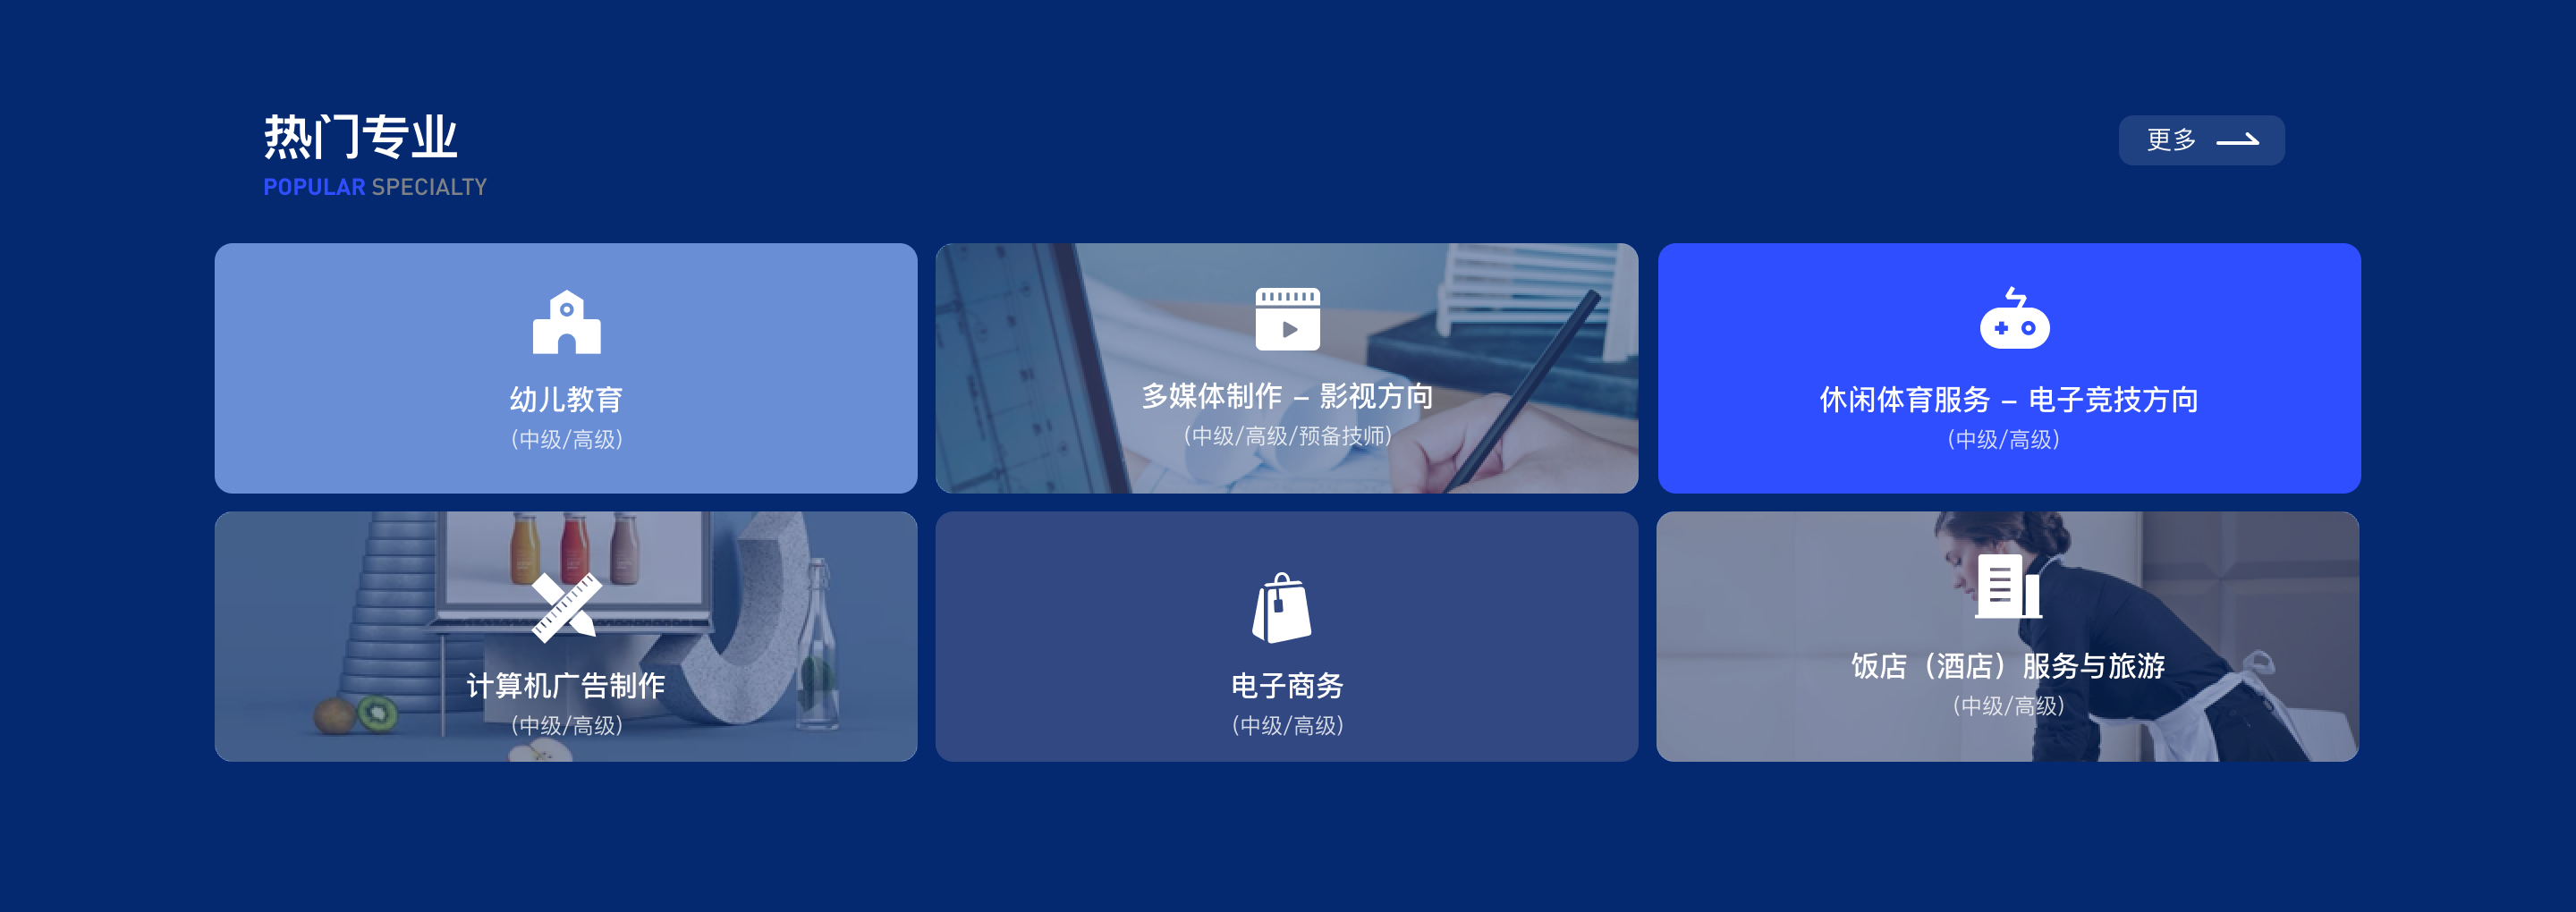 热门专业
POPULAR SPECIALTY
更多
幼儿教育
(中级/高级)
多媒体制作 – 影视方向
(中级/高级/预备技师)
休闲体育服务 – 电子竞技方向
(中级/高级)
计算机广告制作
(中级/高级)
电子商务
(中级/高级)
饭店（酒店）服务与旅游
(中级/高级)